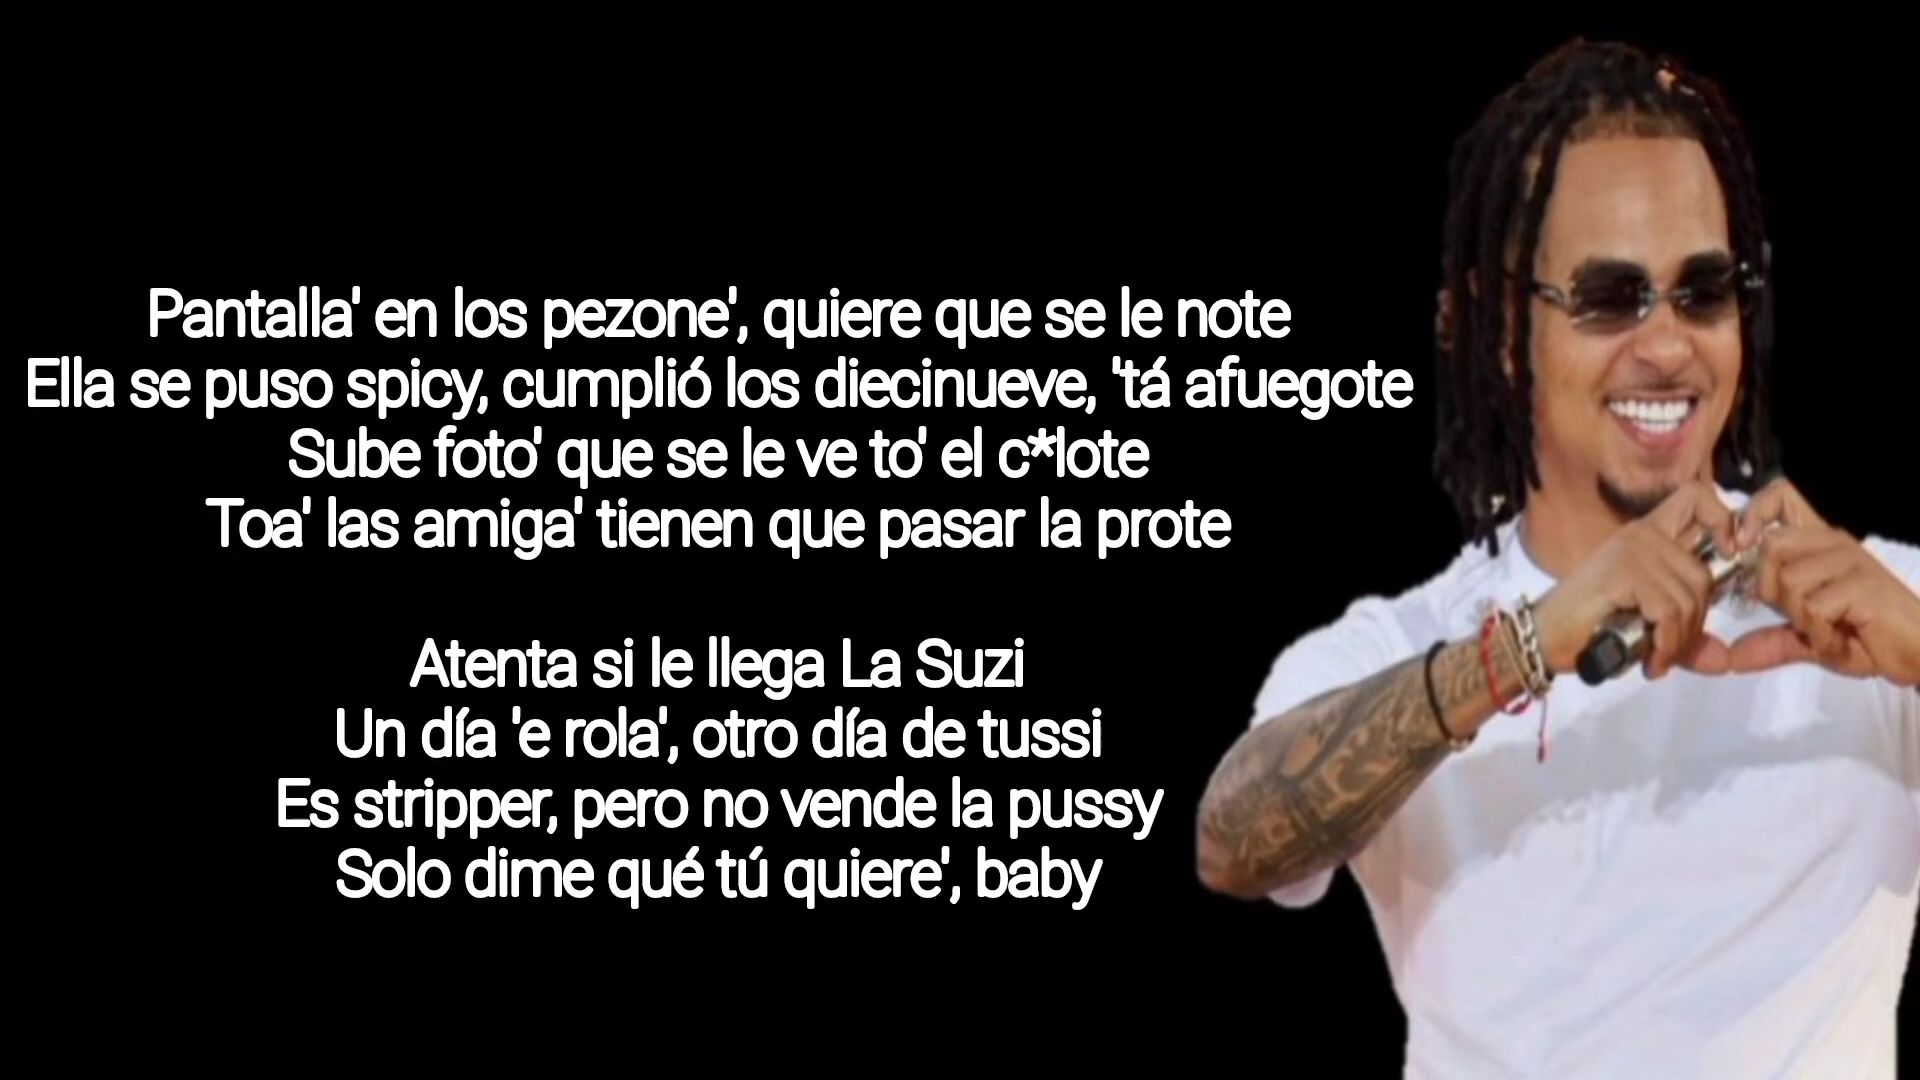 Pantalla' en los pezone', quiere que se le note
Ella se puso spicy, cumplió los diecinueve, 'tá afuegote
Sube foto' que se le ve to' el c*lote
Toa' las amiga' tienen que pasar la prote
Atenta si le llega La Suzi
Un día 'e rola', otro día de tussi
Es stripper, pero no vende la pussy
Solo dime qué tú quiere', baby